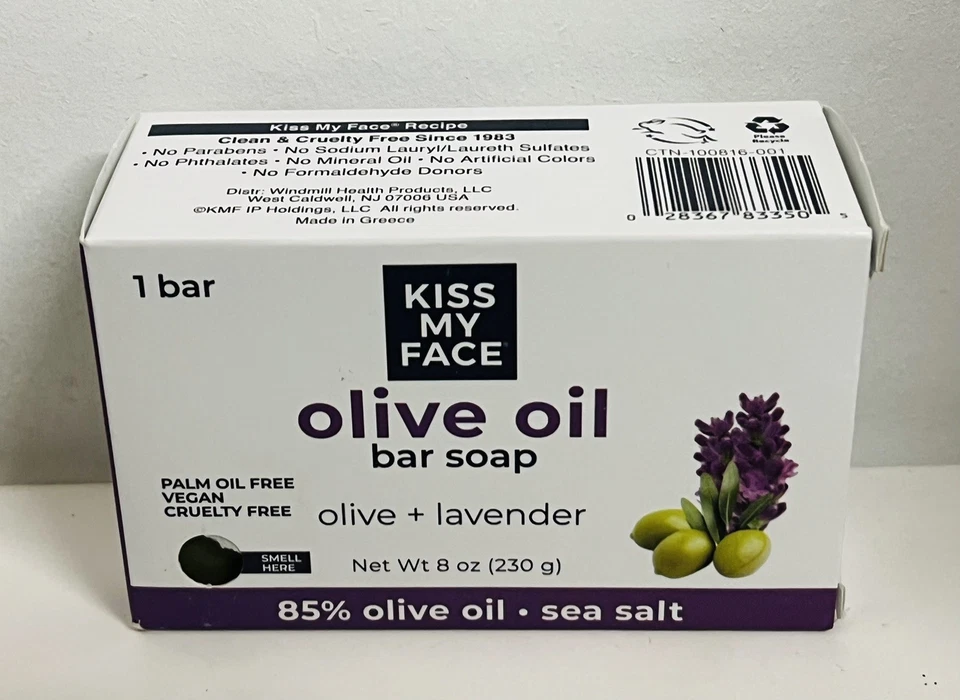 Kiss My Face® Recipe
Clean & Cruelty Free Since 1983
• No Parabens • No Sodium Lauryl/Laureth Sulfates
• No Phthalates • No Mineral Oil • No Artificial Colors
• No Formaldehyde Donors
Distr: Windmill Health Products, LLC
West Caldwell, NJ 07006 USA
©KMF IP Holdings, LLC All rights reserved.
Made in Greece
Please
Recycle
CTN-100816-001
0 28367 83350 5
1 bar
KISS
MY
FACE
olive oil
bar soap
PALM OIL FREE
VEGAN
CRUELTY FREE
olive + lavender
SMELL
HERE
Net Wt 8 oz (230 g)
85% olive oil • sea salt